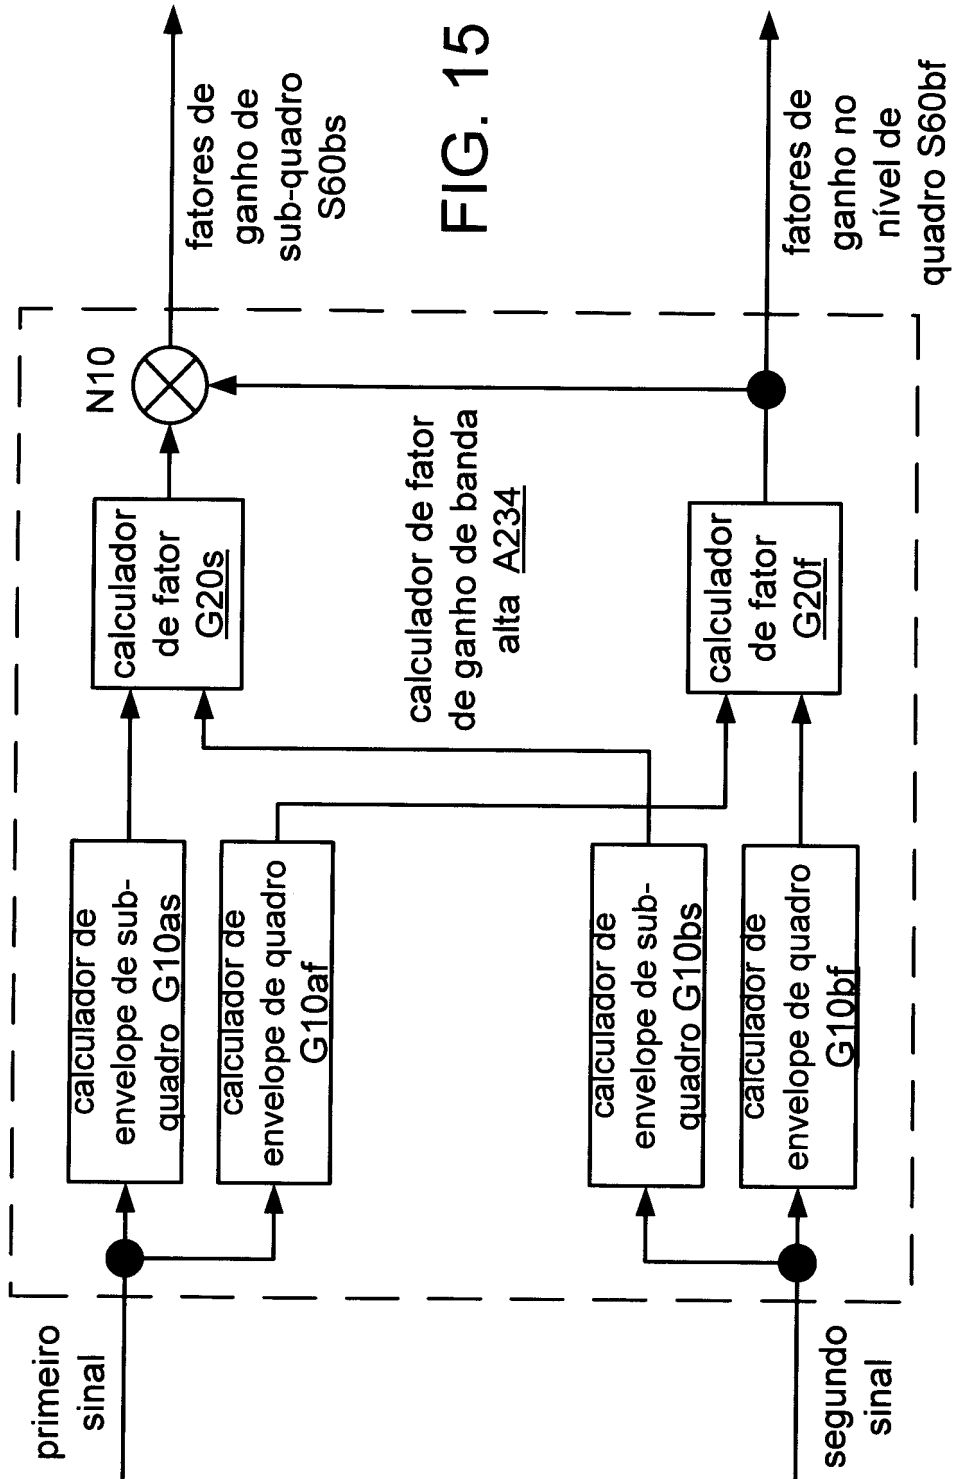 primeiro
sinal
calculador de
envelope de sub-
quadro G10as
calculador de
envelope de quadro
G10af
calculador
de fator
G20s
N10
fatores de
ganho de
sub-quadro
S60bs
calculador de fator
de ganho de banda
alta A234
FIG. 15
segundo
sinal
calculador de
envelope de sub-
quadro G10bs
calculador de
envelope de quadro
G10bf
calculador
de fator
G20f
fatores de
ganho no
nível de
quadro S60bf